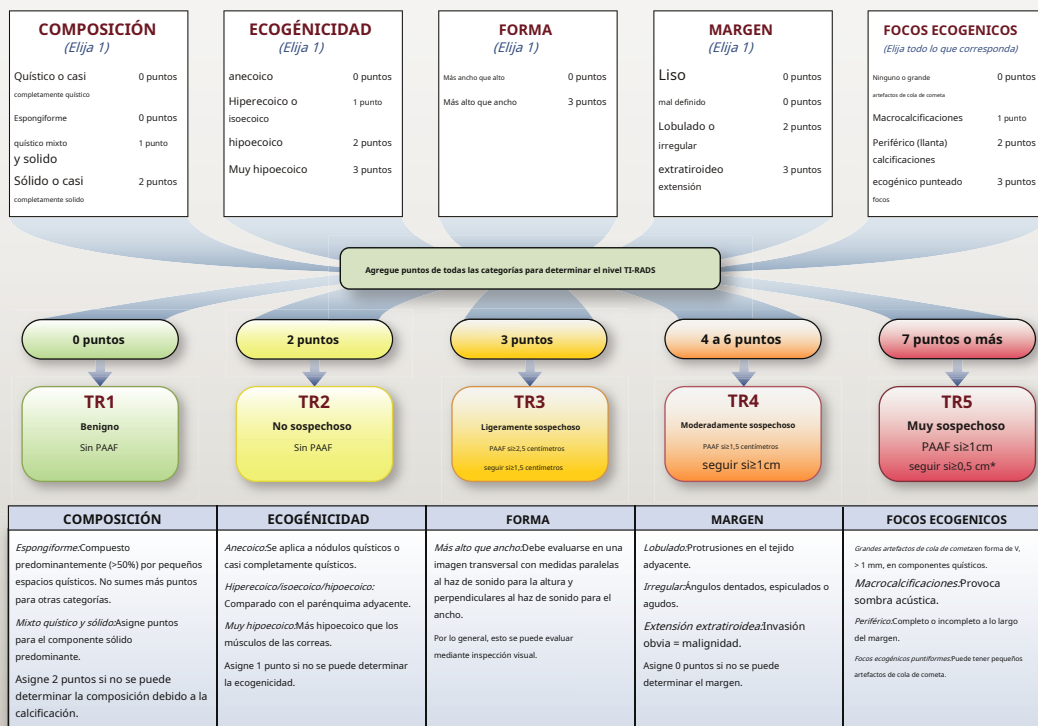 COMPOSICIÓN
(Elija 1)
Quístico o casi 0 puntos
completamente quístico
Espongiforme 0 puntos
quístico mixto 1 punto
y solido
Sólido o casi 2 puntos
completamente solido
ECOGÉNICIDAD
(Elija 1)
anecoico 0 puntos
Hiperecoico o 1 punto
isoecoico
hipoecoico 2 puntos
Muy hipoecoico 3 puntos
FORMA
(Elija 1)
Más ancho que alto 0 puntos
Más alto que ancho 3 puntos
MARGEN
(Elija 1)
Liso 0 puntos
mal definido 0 puntos
Lobulado o 2 puntos
irregular
extratiroideo 3 puntos
extensión
FOCOS ECOGENICOS
(Elija todo lo que corresponda)
Ninguno o grande 0 puntos
artefactos de cola de cometa
Macrocalcificaciones 1 punto
Periférico (llanta) 2 puntos
calcificaciones
ecogénico punteado 3 puntos
focos
Agregue puntos de todas las categorías para determinar el nivel TI-RADS
0 puntos
2 puntos
3 puntos
4 a 6 puntos
7 puntos o más
TR1
Benigno
Sin PAAF
TR2
No sospechoso
Sin PAAF
TR3
Ligeramente sospechoso
PAAF si≥2,5 centímetros
seguir si≥1,5 centímetros
TR4
Moderadamente sospechoso
PAAF si≥1,5 centímetros
seguir si≥1cm
TR5
Muy sospechoso
PAAF si≥1cm
seguir si≥0,5 cm*
COMPOSICIÓN
Espongiforme:Compuesto
predominantemente (>50%) por pequeños
espacios quísticos. No sumes más puntos
para otras categorías.
Mixto quístico y sólido:Asigne puntos
para el componente sólido
predominante.
Asigne 2 puntos si no se puede
determinar la composición debido a la
calcificación.
ECOGÉNICIDAD
Anecoico:Se aplica a nódulos quísticos o
casi completamente quísticos.
Hiperecoico/isoecoico/hipoecoico:
Comparado con el parénquima adyacente.
Muy hipoecoico:Más hipoecoico que los
músculos de las correas.
Asigne 1 punto si no se puede determinar
la ecogenicidad.
FORMA
Más alto que ancho:Debe evaluarse en una
imagen transversal con medidas paralelas
al haz de sonido para la altura y
perpendiculares al haz de sonido para el
ancho.
Por lo general, esto se puede evaluar
mediante inspección visual.
MARGEN
Lobulado:Protrusiones en el tejido
adyacente.
Irregular:Ángulos dentados, espiculados o
agudos.
Extensión extratiroidea:Invasión
obvia = malignidad.
Asigne 0 puntos si no se puede
determinar el margen.
FOCOS ECOGENICOS
Grandes artefactos de cola de cometa:en forma de V,
> 1 mm, en componentes quísticos.
Macrocalcificaciones:Provoca
sombra acústica.
Periférico:Completo o incompleto a lo largo
del margen.
Focos ecogénicos puntiformes:Puede tener pequeños
artefactos de cola de cometa.